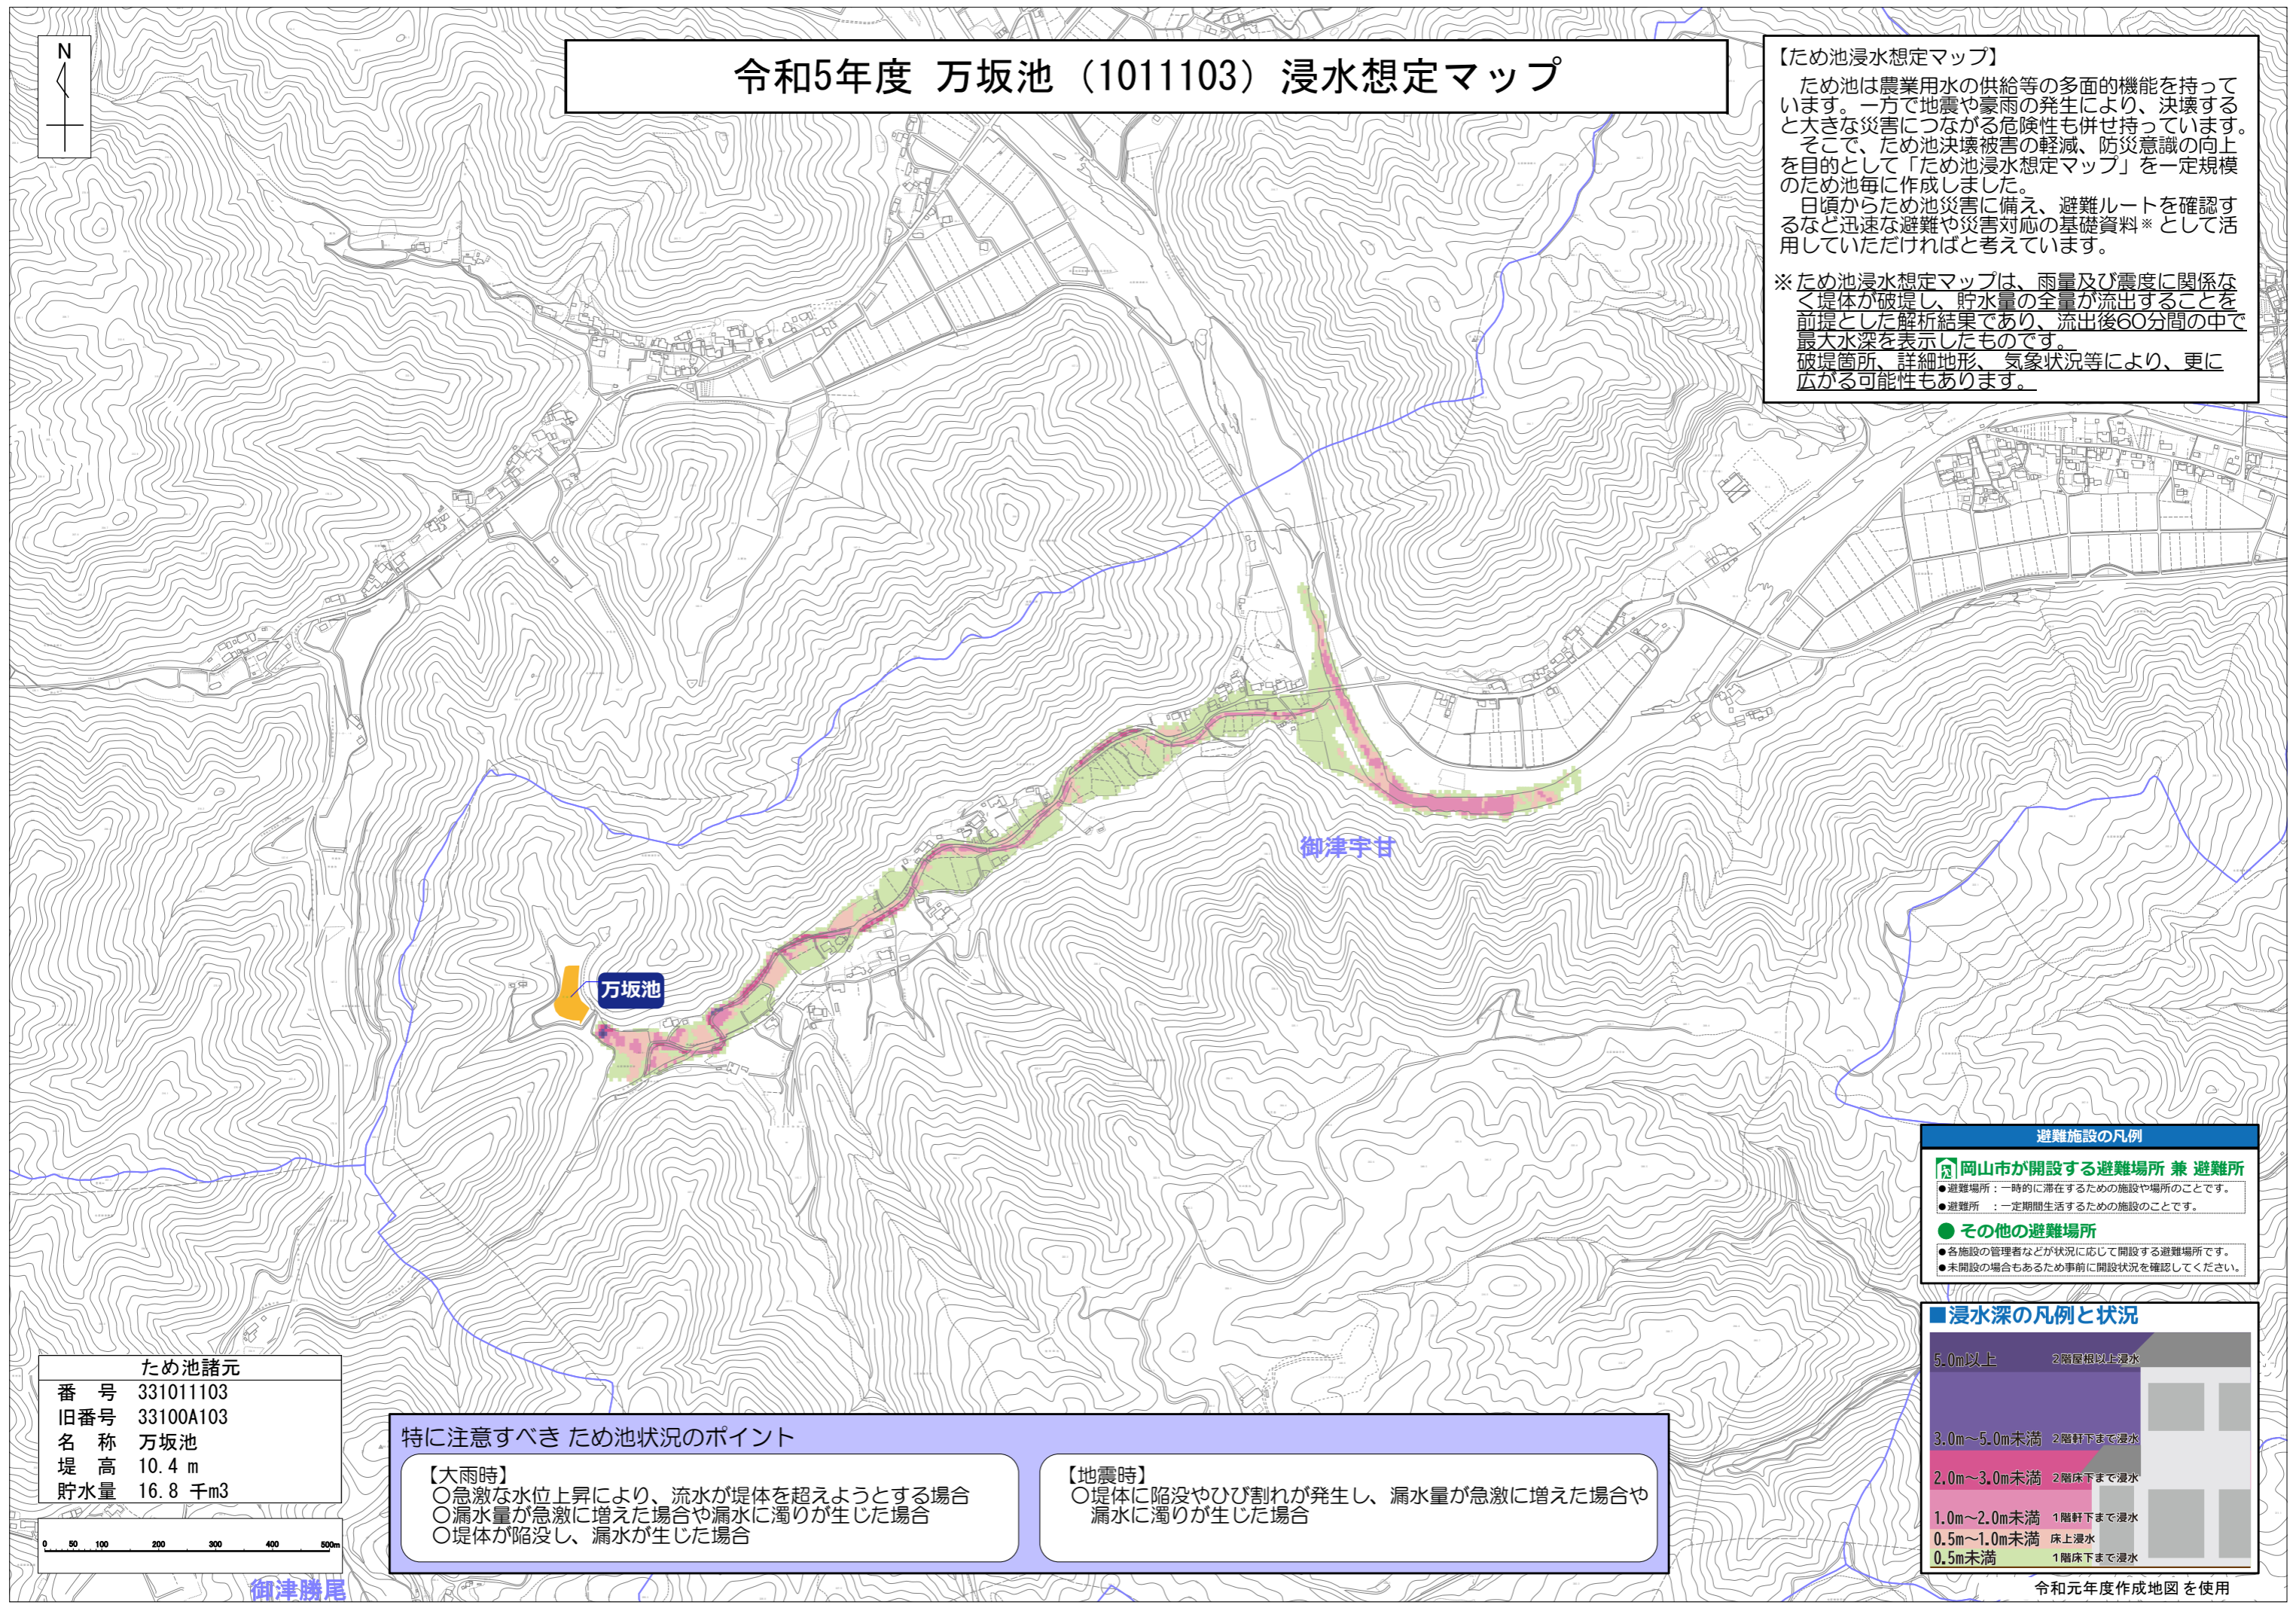 N
令和5年度 万坂池（1011103）浸水想定マップ
【ため池浸水想定マップ】
ため池は農業用水の供給等の多面的機能を持って
います。一方で地震や豪雨の発生により、決壊する
と大きな災害につながる危険性も併せ持っています。
そこで、ため池決壊被害の軽減、防災意識の向上
を目的として「ため池浸水想定マップ」を一定規模
のため池毎に作成しました。
日頃からため池災害に備え、避難ルートを確認す
るなど迅速な避難や災害対応の基礎資料※として活
用していただければと考えています。
※ため池浸水想定マップは、雨量及び震度に関係な
く堤体が破堤し、貯水量の全量が流出することを
前提とした解析結果であり、流出後60分間の中で
最大水深を表示したものです。
破堤箇所、詳細地形、気象状況等により、更に
広がる可能性もあります。
御津宇甘
万坂池
避難施設の凡例
岡山市が開設する避難場所 兼 避難所
●避難場所：一時的に滞在するための施設や場所のことです。
●避難所　：一定期間生活するための施設のことです。
● その他の避難場所
●各施設の管理者などが状況に応じて開設する避難場所です。
●未開設の場合もあるため事前に開設状況を確認してください。
■浸水深の凡例と状況
5.0m以上 2階屋根以上浸水
3.0m～5.0m未満 2階軒下まで浸水
2.0m～3.0m未満 2階床下まで浸水
1.0m～2.0m未満 1階軒下まで浸水
0.5m～1.0m未満 床上浸水
0.5m未満 1階床下まで浸水
令和元年度作成地図を使用
ため池諸元
番　号 331011103
旧番号 33100A103
名　称 万坂池
堤　高 10.4 m
貯水量 16.8 千m3
0 50 100 200 300 400 500m
御津勝尾
特に注意すべき ため池状況のポイント
【大雨時】
○急激な水位上昇により、流水が堤体を超えようとする場合
○漏水量が急激に増えた場合や漏水に濁りが生じた場合
○堤体が陥没し、漏水が生じた場合
【地震時】
○堤体に陥没やひび割れが発生し、漏水量が急激に増えた場合や
漏水に濁りが生じた場合